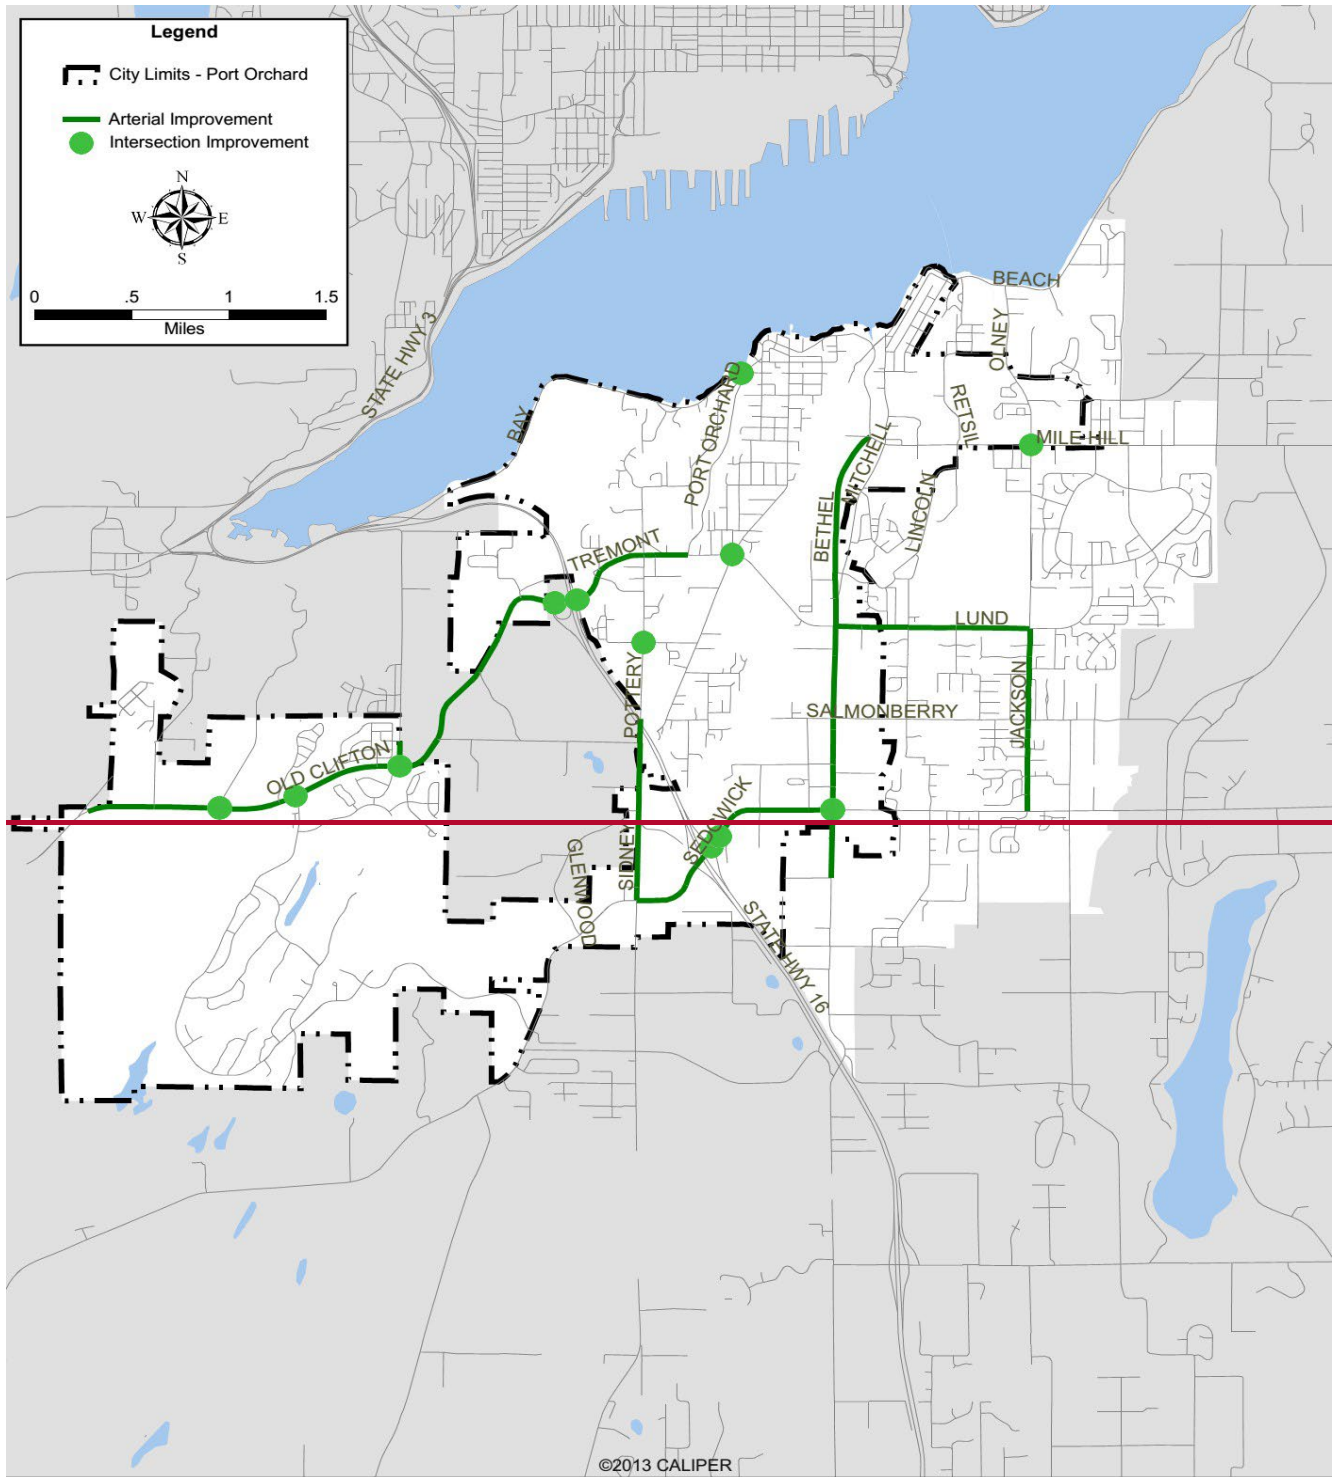 Legend
City Limits - Port Orchard
Arterial Improvement
Intersection Improvement
N
W E
S
0 .5 1 1.5
Miles
STATE HWY 3
BEACH
OLNEY
PORT ORCHARD
RETSIL
BAY
MILE HILL
MITCHELL
LINCOLN
BETHEL
TREMONT
LUND
POTTERY
JACKSON
SALMONBERRY
OLD CLIFTON
SEDGWICK
SIDNEY
GLENWOOD
STATE HWY 16
©2013 CALIPER